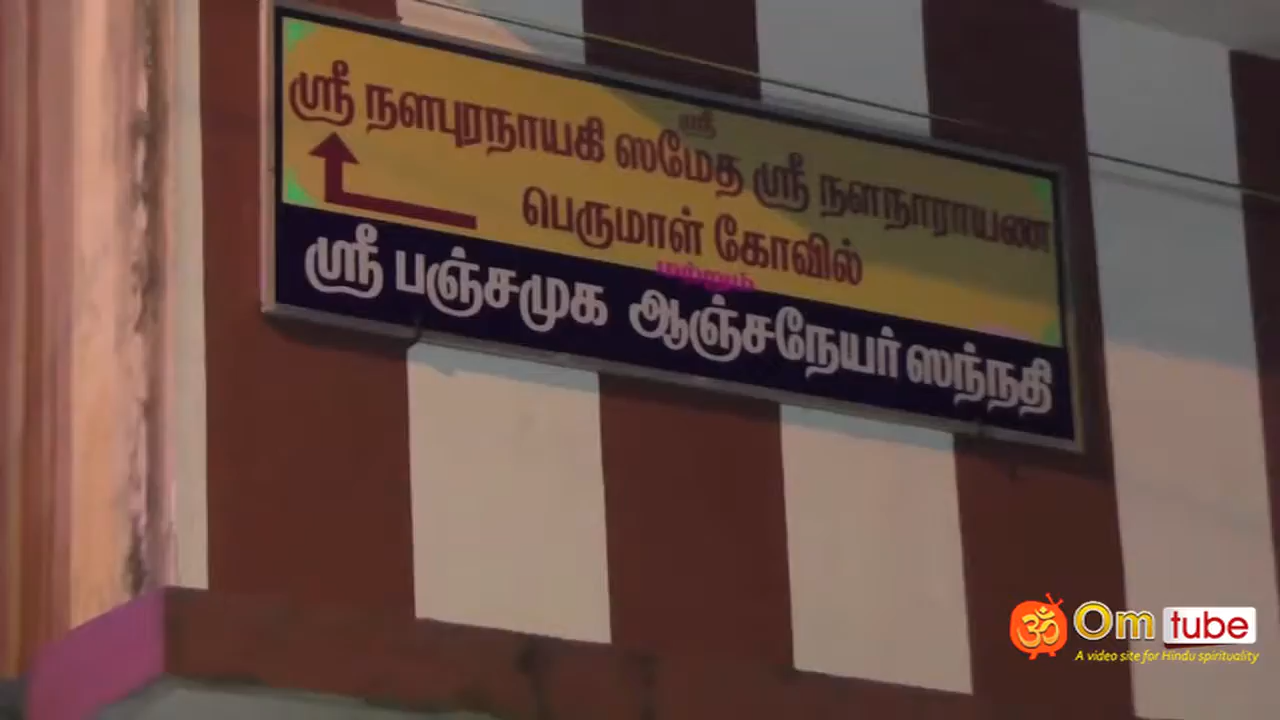 ஸ்ரீ
ஸ்ரீ நளபுரநாயகி ஸமேத ஸ்ரீ நளநாராயண
பெருமாள் கோவில்
மற்றும்
ஸ்ரீ பஞ்சமுக ஆஞ்சநேயர் ஸந்நதி
ॐ Om tube
A video site for Hindu spirituality